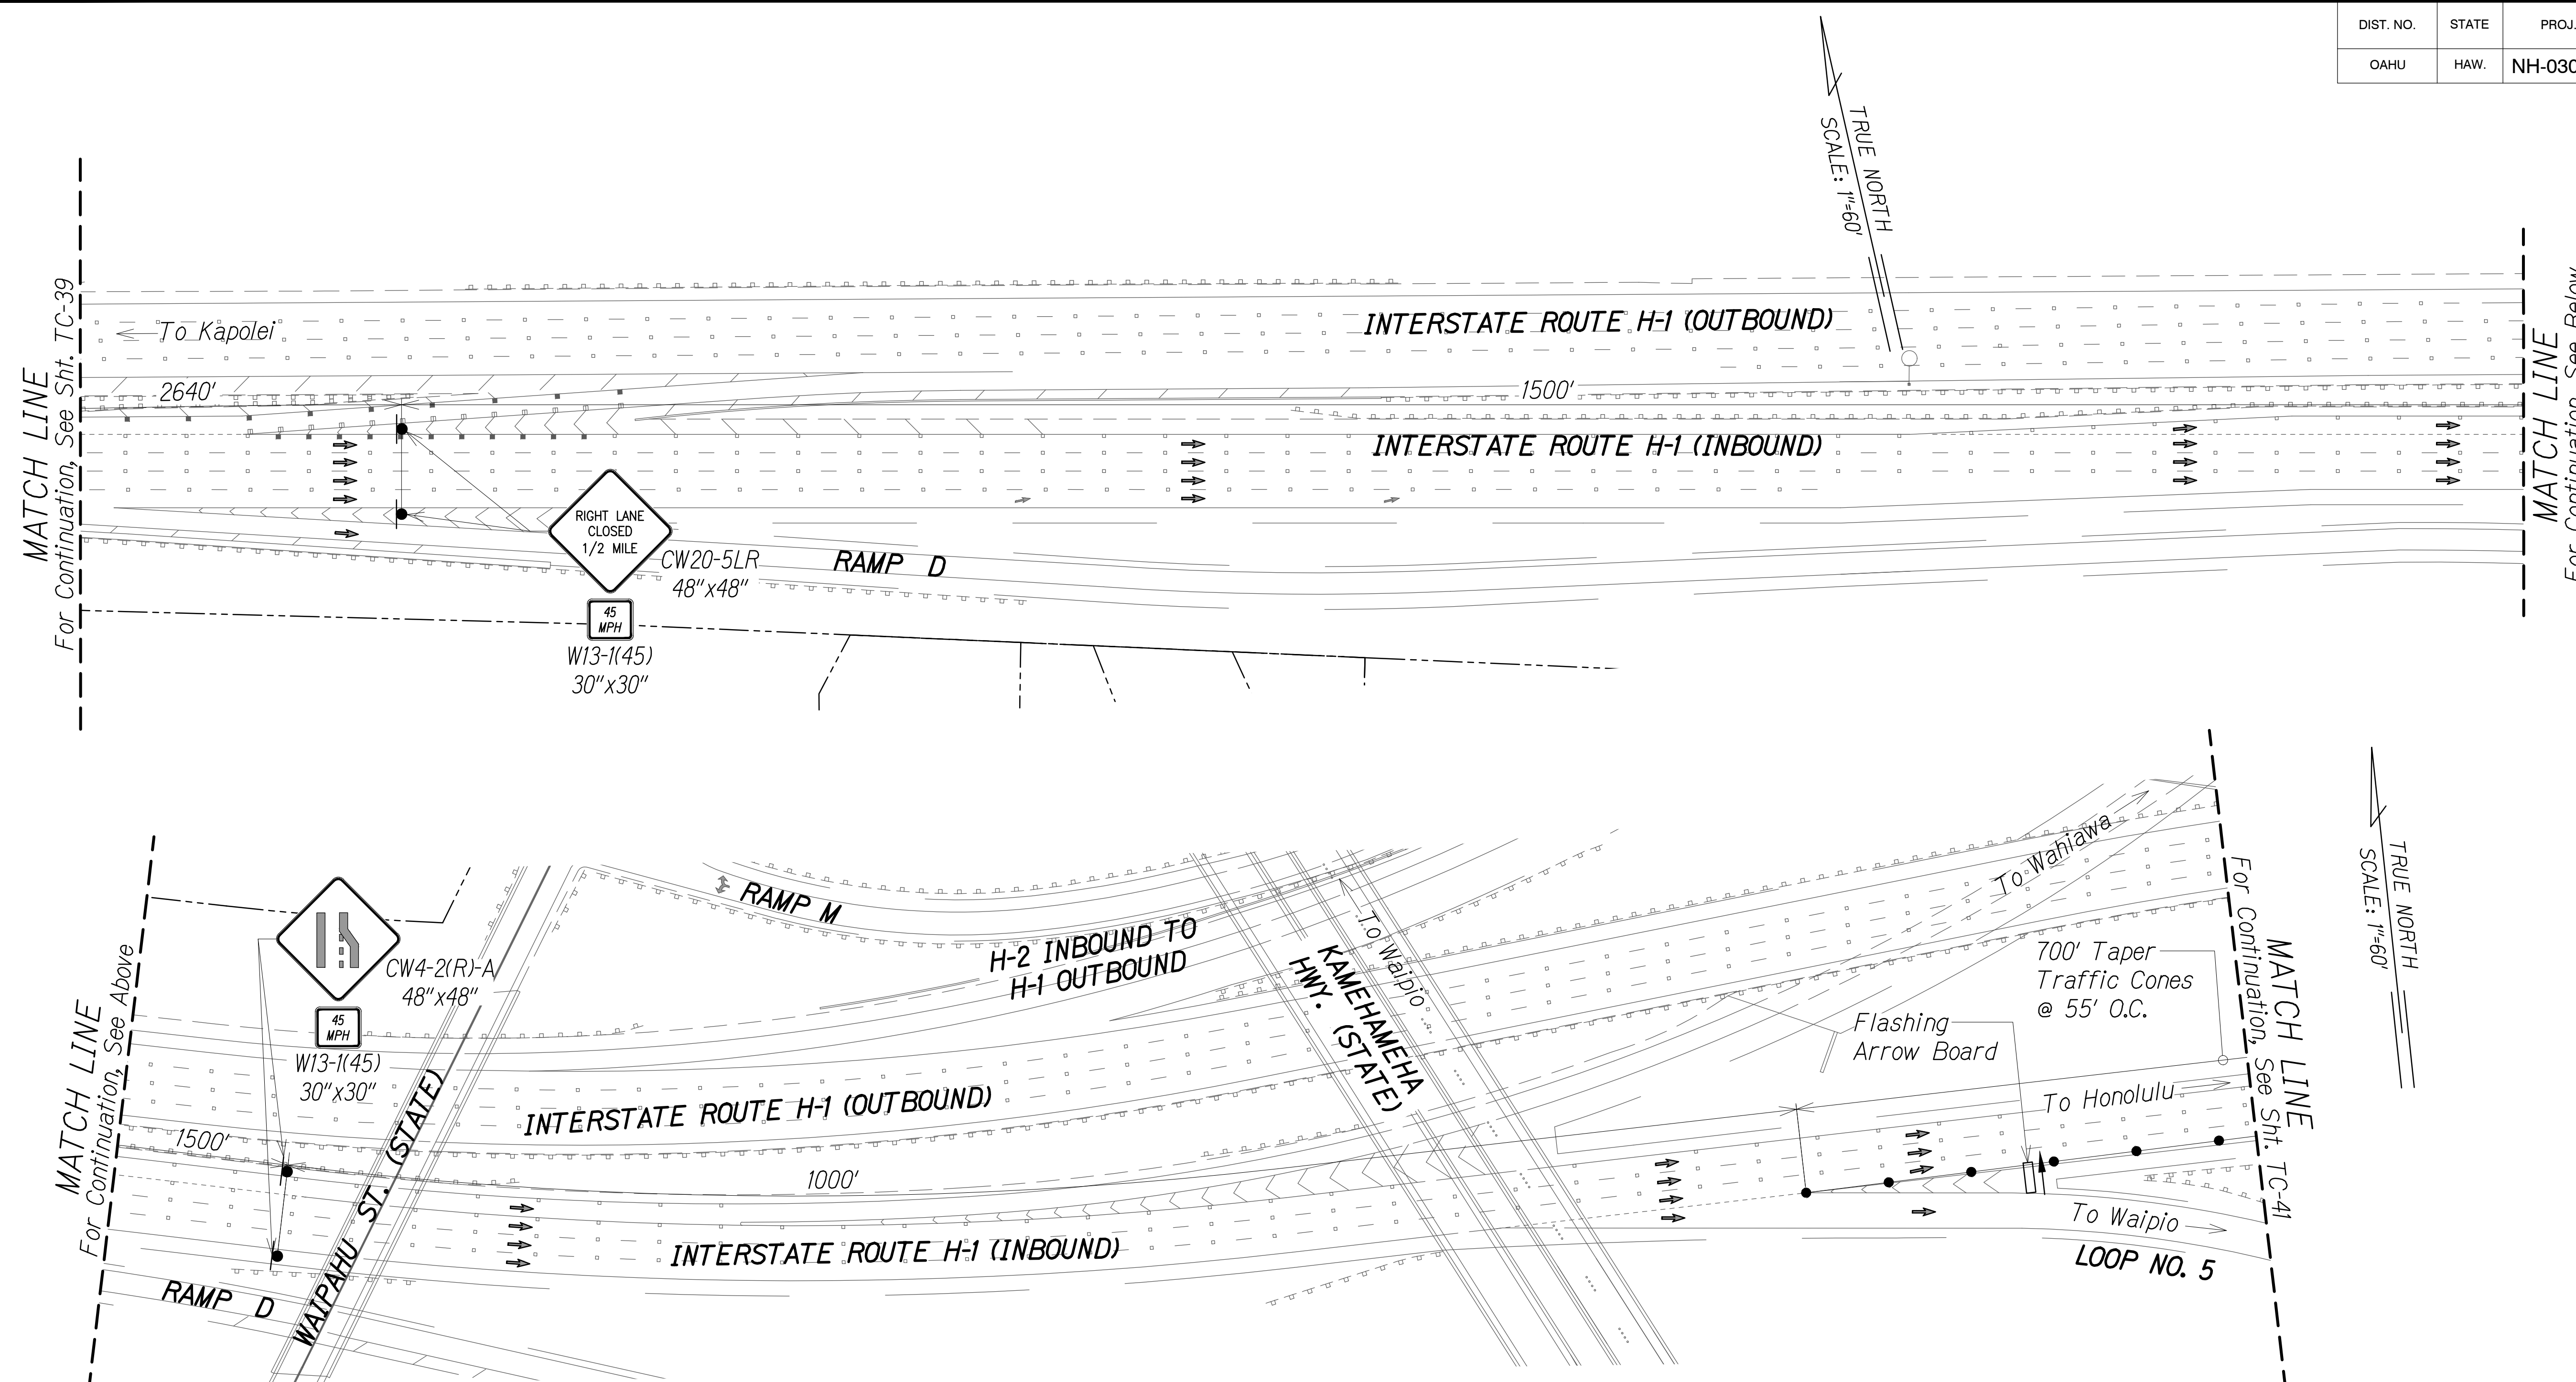 DIST. NO.
STATE
PROJ.
OAHU
HAW.
NH-030
TRUE NORTH
SCALE: 1"=60'
MATCH LINE
For Continuation, See Sht. TC-39
To Kapolei
2640'
INTERSTATE ROUTE H-1 (OUTBOUND)
1500'
INTERSTATE ROUTE H-1 (INBOUND)
RIGHT LANE
CLOSED
1/2 MILE
CW20-5LR
48"x48"
45
MPH
W13-1(45)
30"x30"
RAMP D
MATCH LINE
For Continuation, See Below
MATCH LINE
For Continuation, See Above
CW4-2(R)-A
48"x48"
45
MPH
W13-1(45)
30"x30"
1500'
RAMP D
WAIPAHU ST. (STATE)
RAMP M
H-2 INBOUND TO
H-1 OUTBOUND
INTERSTATE ROUTE H-1 (OUTBOUND)
1000'
INTERSTATE ROUTE H-1 (INBOUND)
To Waipio
KAMEHAMEHA
HWY. (STATE)
To Wahiawa
Flashing
Arrow Board
700' Taper
Traffic Cones
@ 55' O.C.
To Honolulu
To Waipio
LOOP NO. 5
MATCH LINE
For Continuation, See Sht. TC-41
TRUE NORTH
SCALE: 1"=60'